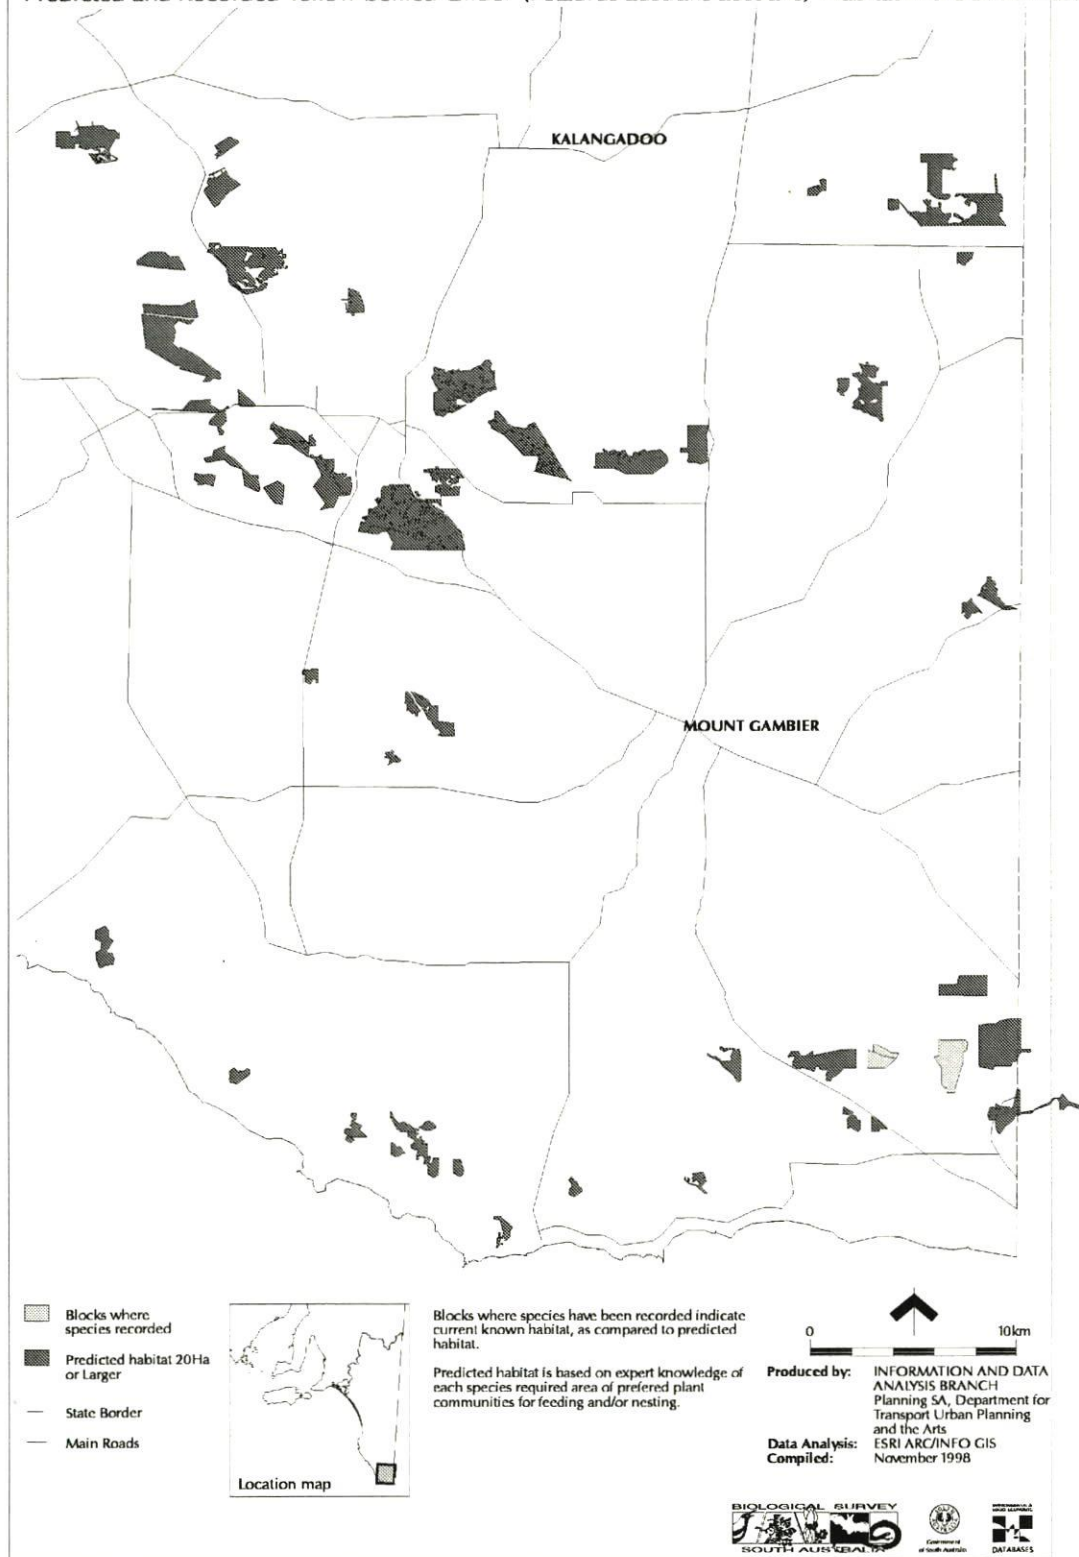 KALANGADOO
MOUNT GAMBIER
Blocks where
species recorded
Predicted habitat 20Ha
or Larger
State Border
Main Roads
Location map
Blocks where species have been recorded indicate
current known habitat, as compared to predicted
habitat.
Predicted habitat is based on expert knowledge of
each species required area of prefered plant
communities for feeding and/or nesting.
0 10km
Produced by: INFORMATION AND DATA
ANALYSIS BRANCH
Planning SA, Department for
Transport Urban Planning
and the Arts
Data Analysis: ESRI ARC/INFO GIS
Compiled: November 1998
BIOLOGICAL SURVEY
SOUTH AUSTRALIA
Government
of South Australia
DATABASES